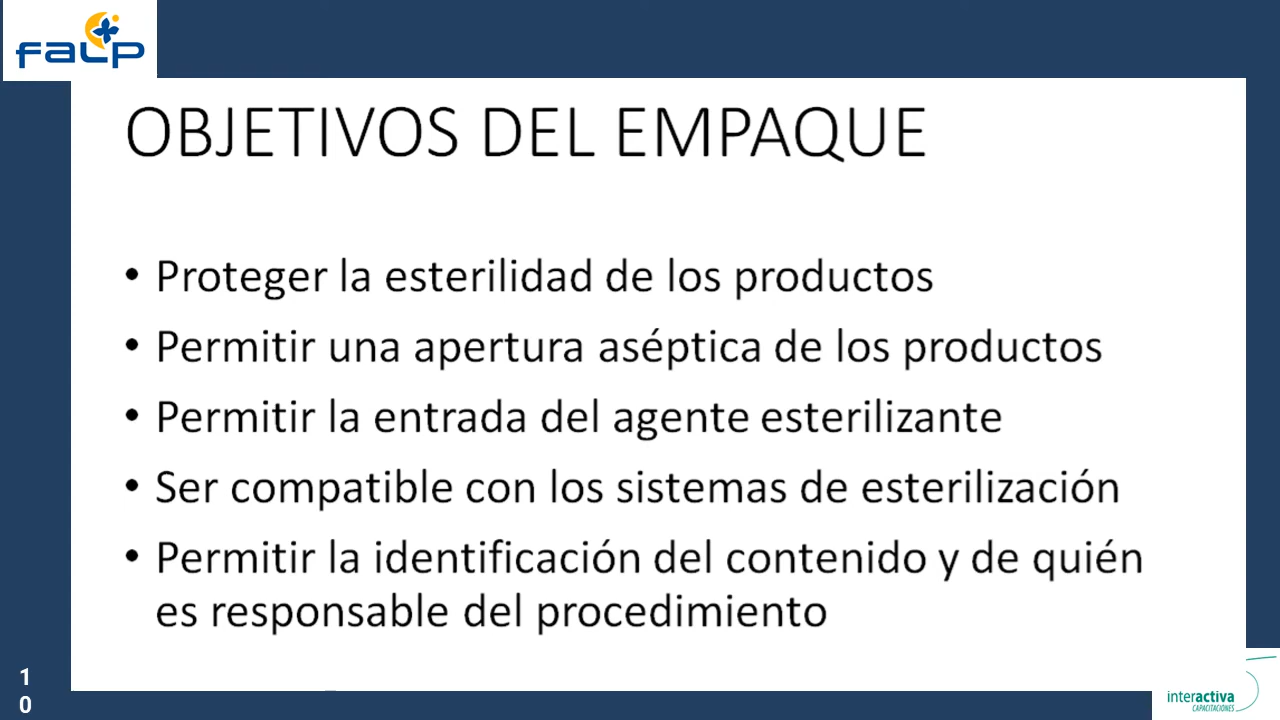 falp
OBJETIVOS DEL EMPAQUE
• Proteger la esterilidad de los productos
• Permitir una apertura aséptica de los productos
• Permitir la entrada del agente esterilizante
• Ser compatible con los sistemas de esterilización
• Permitir la identificación del contenido y de quién
es responsable del procedimiento
1
0
interactiva
CAPACITACIONES